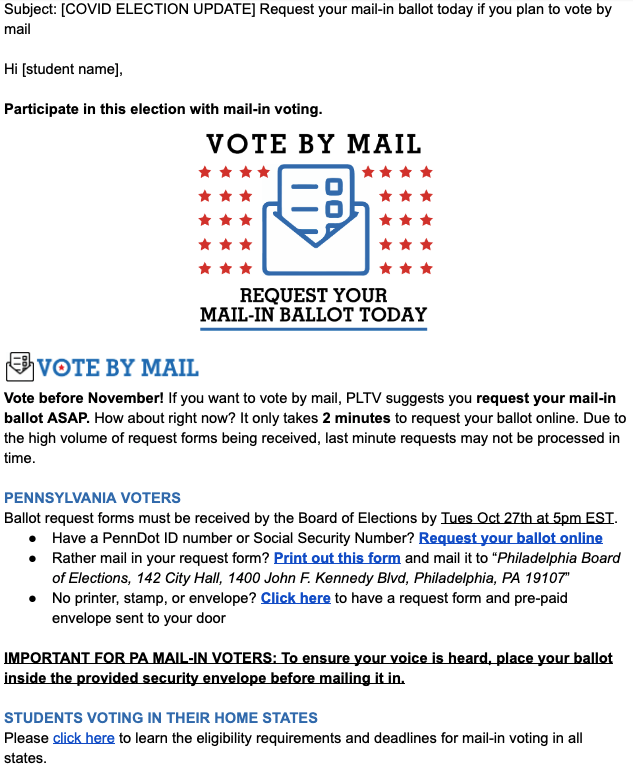 Subject: [COVID ELECTION UPDATE] Request your mail-in ballot today if you plan to vote by
mail
Hi [student name],
Participate in this election with mail-in voting.
VOTE BY MAIL
REQUEST YOUR
MAIL-IN BALLOT TODAY
VOTE BY MAIL
Vote before November! If you want to vote by mail, PLTV suggests you request your mail-in
ballot ASAP. How about right now? It only takes 2 minutes to request your ballot online. Due to
the high volume of request forms being received, last minute requests may not be processed in
time.
PENNSYLVANIA VOTERS
Ballot request forms must be received by the Board of Elections by Tues Oct 27th at 5pm EST.
● Have a PennDot ID number or Social Security Number? Request your ballot online
● Rather mail in your request form? Print out this form and mail it to “Philadelphia Board
of Elections, 142 City Hall, 1400 John F. Kennedy Blvd, Philadelphia, PA 19107”
● No printer, stamp, or envelope? Click here to have a request form and pre-paid
envelope sent to your door
IMPORTANT FOR PA MAIL-IN VOTERS: To ensure your voice is heard, place your ballot
inside the provided security envelope before mailing it in.
STUDENTS VOTING IN THEIR HOME STATES
Please click here to learn the eligibility requirements and deadlines for mail-in voting in all
states.